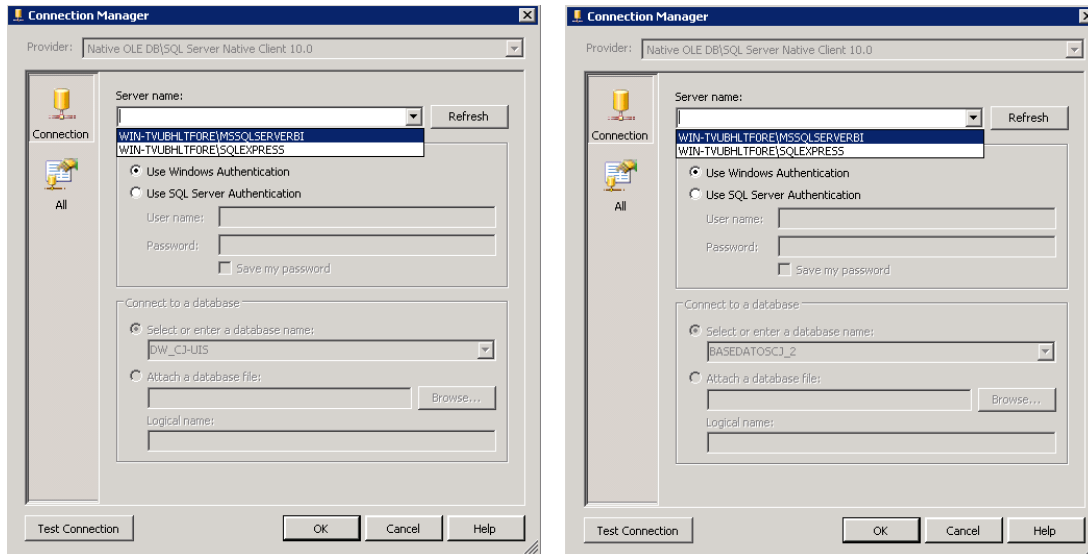 Connection Manager
Provider: Native OLE DB\SQL Server Native Client 10.0
Connection
All
Server name:
Refresh
WIN-TVUBHLTF0RE\MSSQLSERVERBI
WIN-TVUBHLTF0RE\SQLEXPRESS
Use Windows Authentication
Use SQL Server Authentication
User name:
Password:
Save my password
Connect to a database
Select or enter a database name:
DW_CJ-UIS
Attach a database file:
Browse...
Logical name:
Test Connection OK Cancel Help
Connection Manager
Provider: Native OLE DB\SQL Server Native Client 10.0
Connection
All
Server name:
Refresh
WIN-TVUBHLTF0RE\MSSQLSERVERBI
WIN-TVUBHLTF0RE\SQLEXPRESS
Use Windows Authentication
Use SQL Server Authentication
User name:
Password:
Save my password
Connect to a database
Select or enter a database name:
BASEDATOSCJ_2
Attach a database file:
Browse...
Logical name:
Test Connection OK Cancel Help